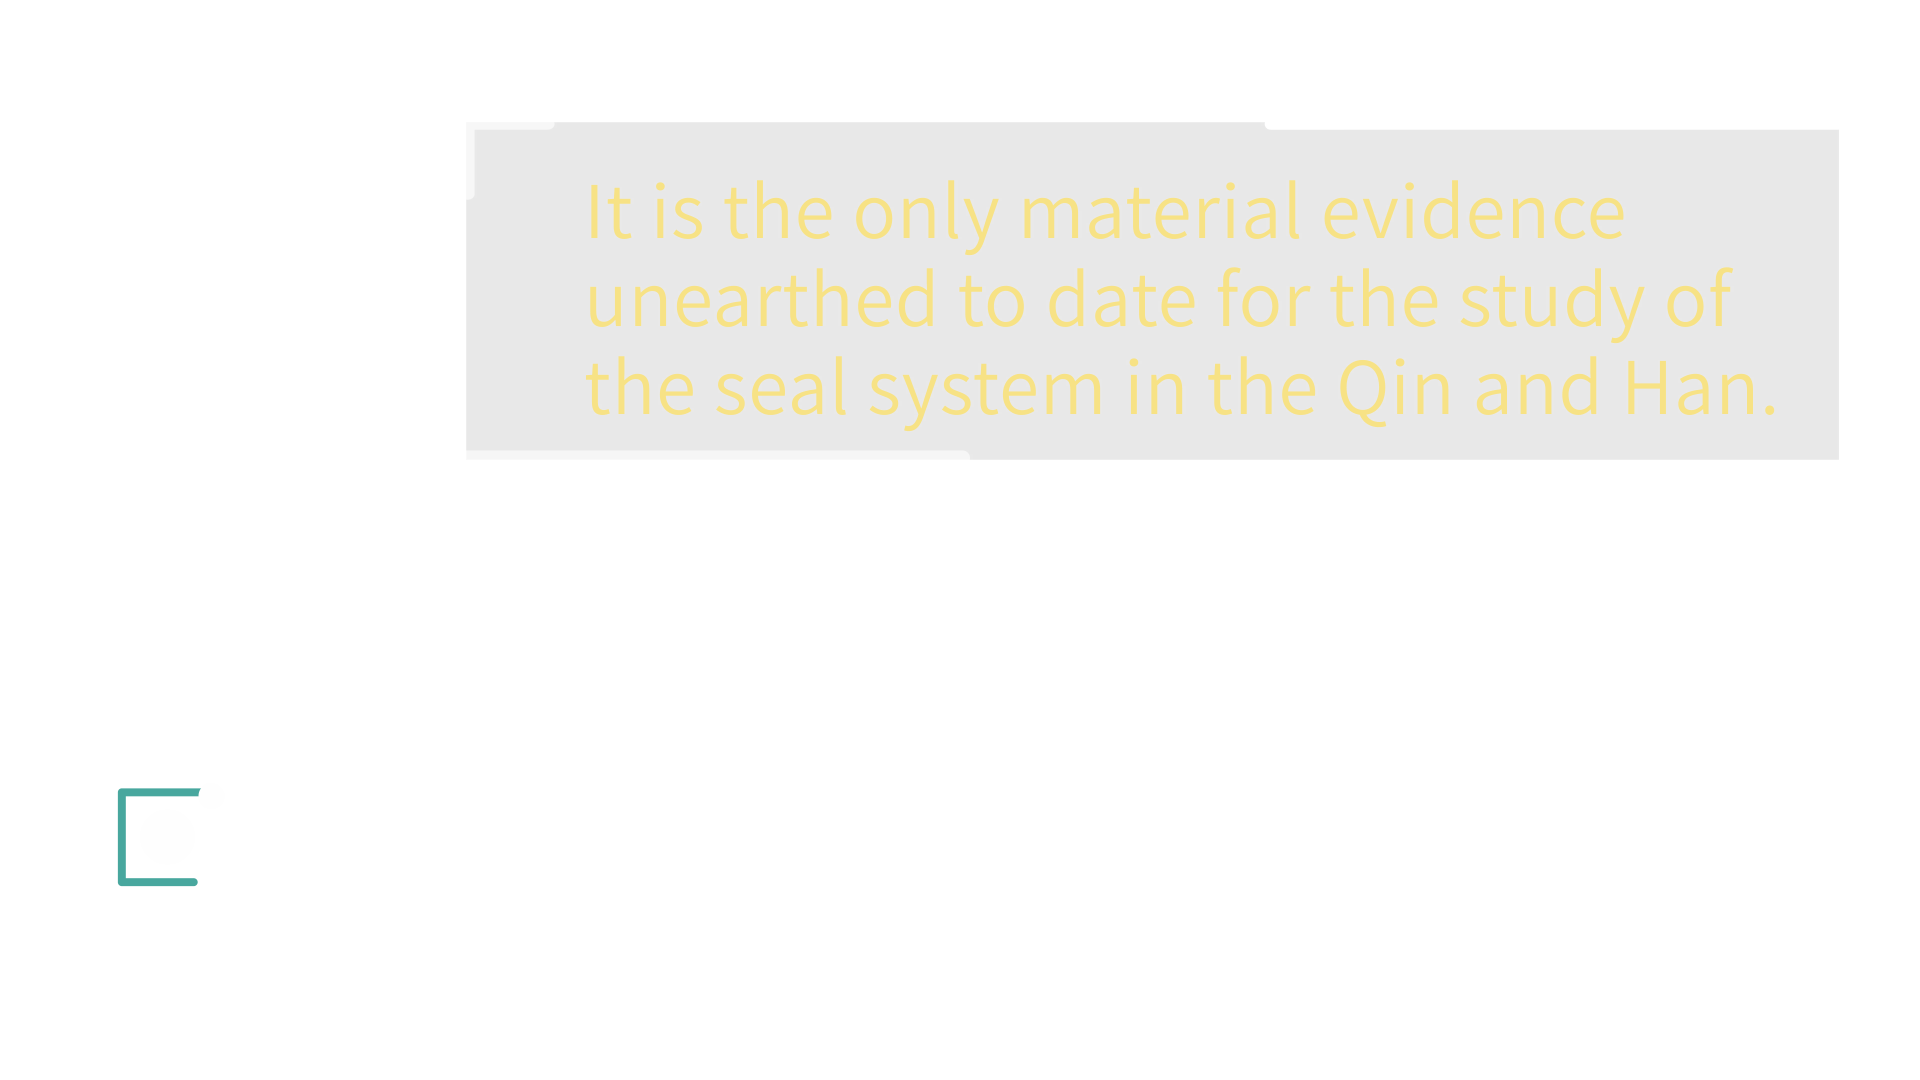 It is the only material evidence
unearthed to date for the study of
the seal system in the Qin and Han.